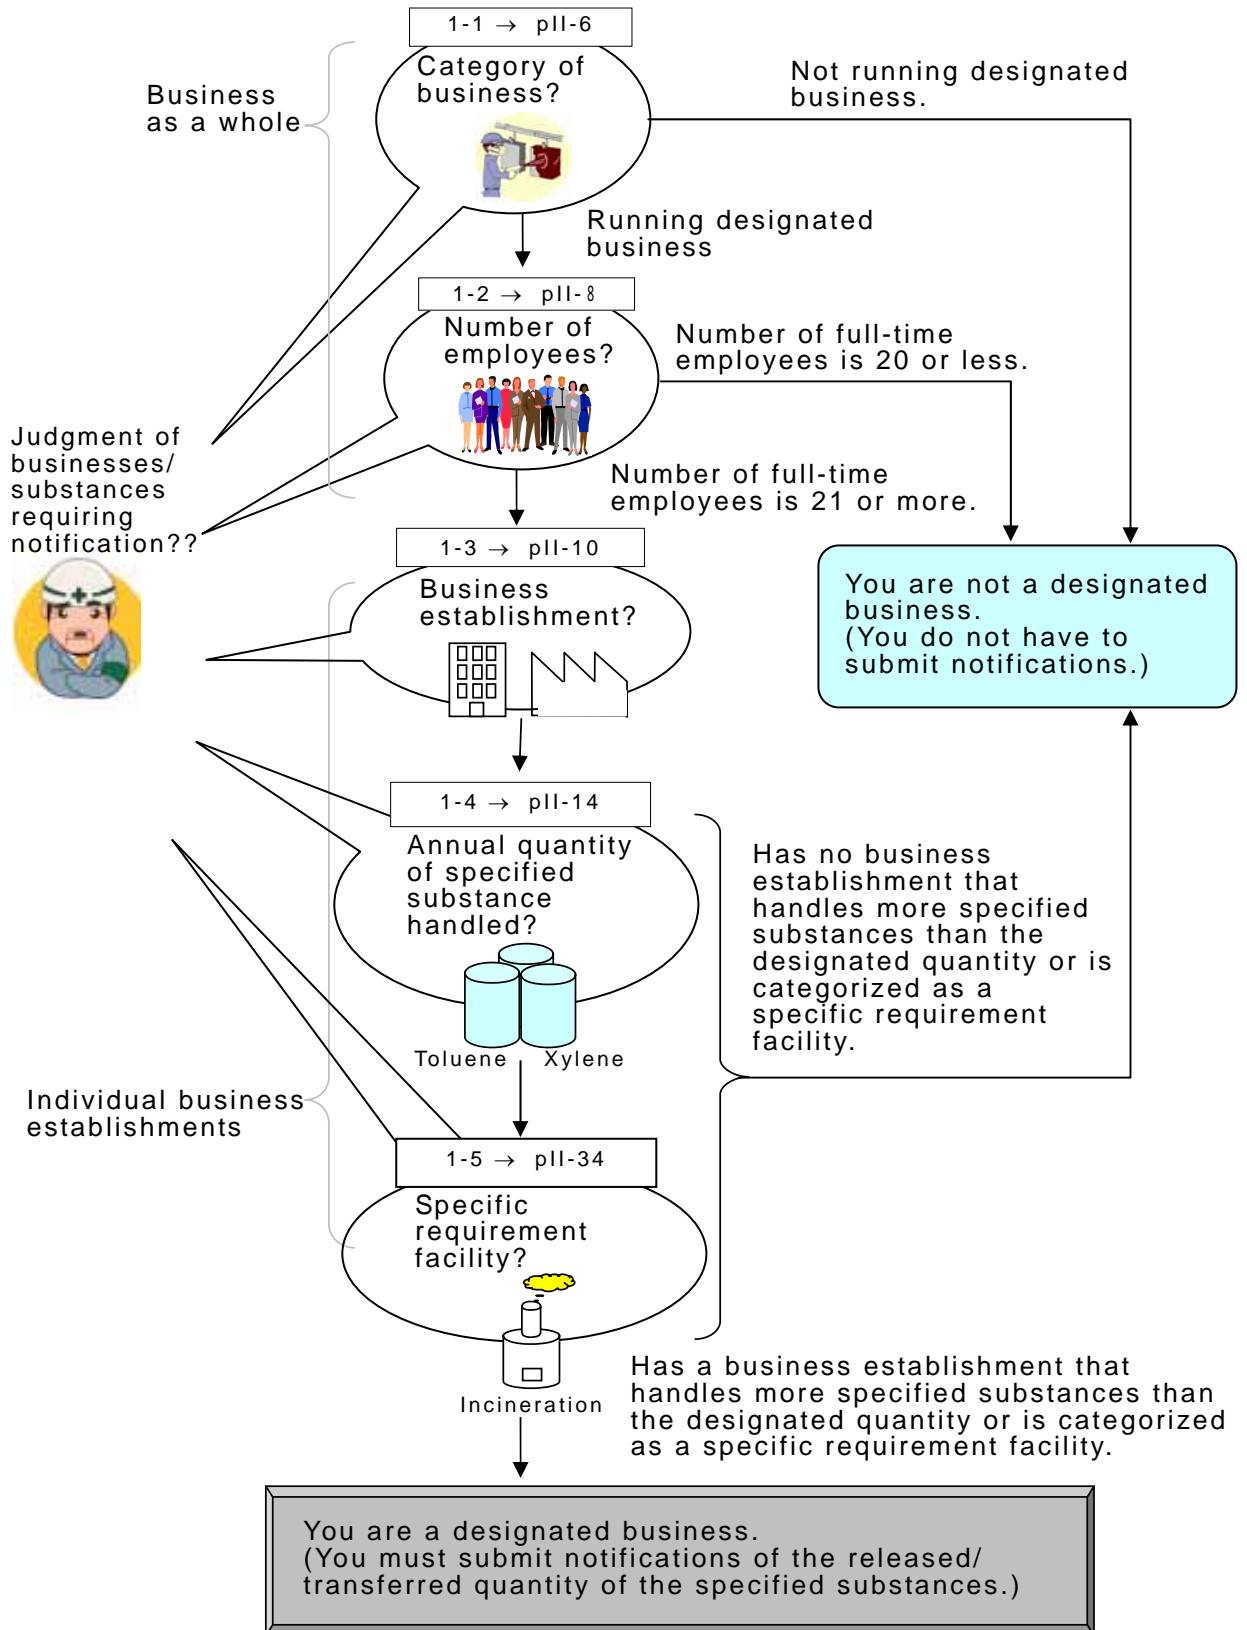 1-1 → pII-6
Category of
business?
Not running designated
business.
Business
as a whole
Running designated
business
1-2 → pII-8
Number of
employees?
Number of full-time
employees is 20 or less.
Number of full-time
employees is 21 or more.
Judgment of
businesses/
substances
requiring
notification??
1-3 → pII-10
Business
establishment?
You are not a designated
business.
(You do not have to
submit notifications.)
1-4 → pII-14
Annual quantity
of specified
substance
handled?
Toluene Xylene
Has no business
establishment that
handles more specified
substances than the
designated quantity or is
categorized as a
specific requirement
facility.
Individual business
establishments
1-5 → pII-34
Specific
requirement
facility?
Incineration
Has a business establishment that
handles more specified substances than
the designated quantity or is categorized
as a specific requirement facility.
You are a designated business.
(You must submit notifications of the released/
transferred quantity of the specified substances.)